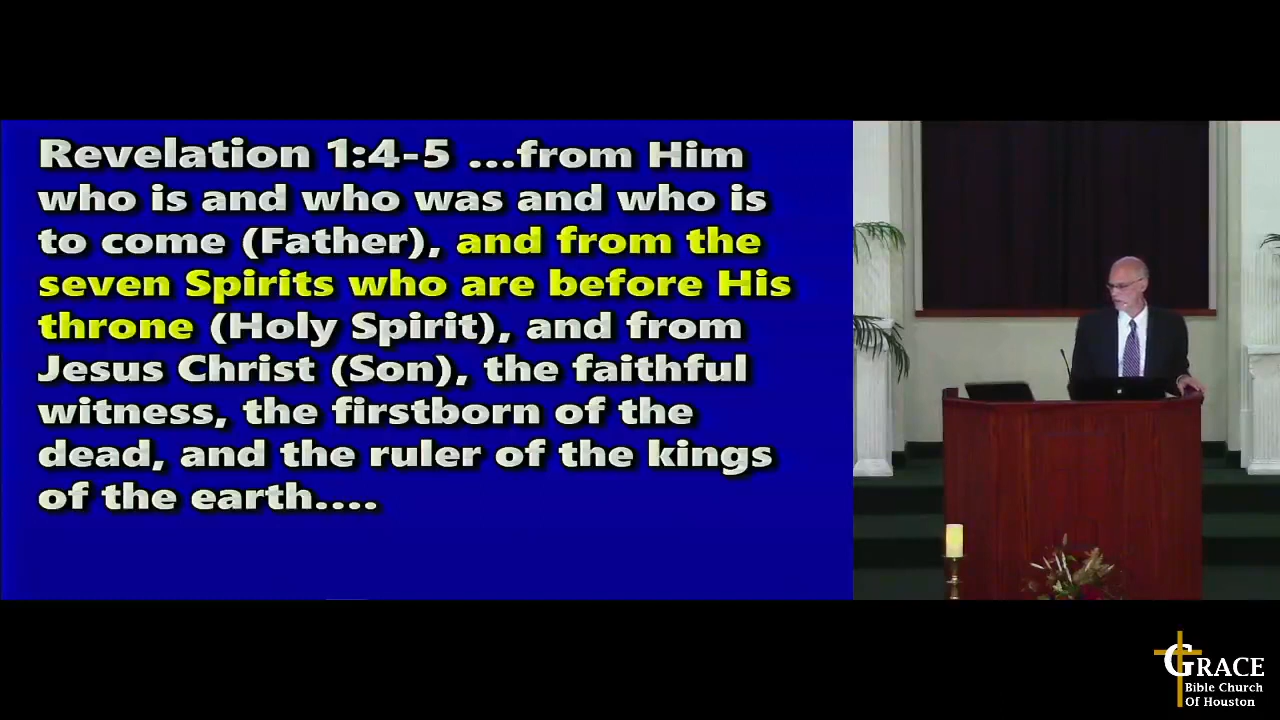 Revelation 1:4-5 ...from Him
who is and who was and who is
to come (Father), and from the
seven Spirits who are before His
throne (Holy Spirit), and from
Jesus Christ (Son), the faithful
witness, the firstborn of the
dead, and the ruler of the kings
of the earth....
GRACE
Bible Church
Of Houston